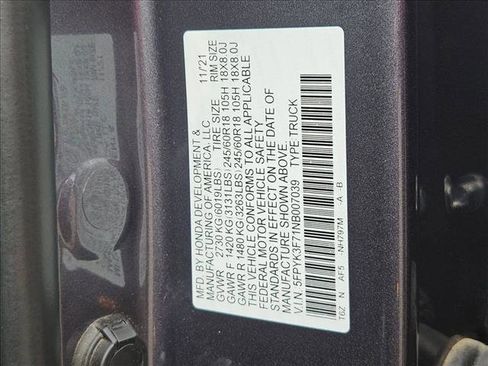 MFD BY HONDA DEVELOPMENT & 11/21
MANUFACTURING OF AMERICA, LLC.
GVWR 2730 KG(6019LBS) TIRE SIZE RIM SIZE
GAWR F 1420 KG(3131LBS) 245/60R18 105H 18X8.0J
GAWR R 1480 KG(3263LBS) 245/60R18 105H 18X8.0J
THIS VEHICLE CONFORMS TO ALL APPLICABLE
FEDERAL MOTOR VEHICLE SAFETY
STANDARDS IN EFFECT ON THE DATE OF
MANUFACTURE SHOWN ABOVE.
V.I.N. 5FPYK3F71NB007039 TYPE TRUCK
T6Z N AF5 -NH797M - A B